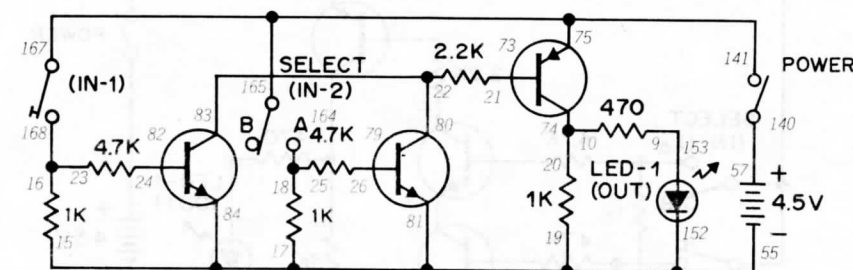 167
(IN-1)
168
4.7K
82
83
165
SELECT
(IN-2)
164
B
A
4.7K
79
80
22
2.2K
21
73
75
74
470
10
9
153
141
POWER
140
16
23
24
1K
15
84
18
25
26
1K
17
81
20
1K
19
LED-1
(OUT)
152
57
+
4.5V
−
55